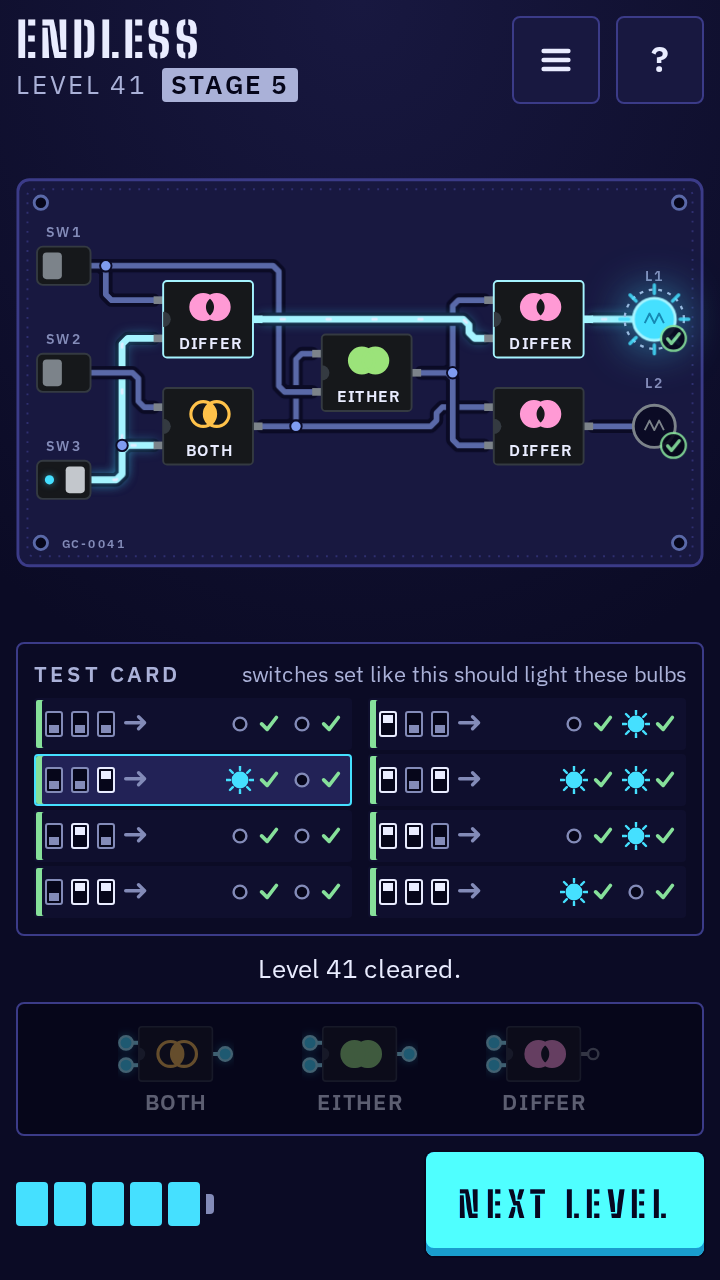 ENDLESS
LEVEL 41 STAGE 5
?
SW1
L1
DIFFER
DIFFER
SW2
EITHER
L2
BOTH
DIFFER
SW3
GC-0041
TEST CARD switches set like this should light these bulbs
Level 41 cleared.
BOTH EITHER DIFFER
NEXT LEVEL